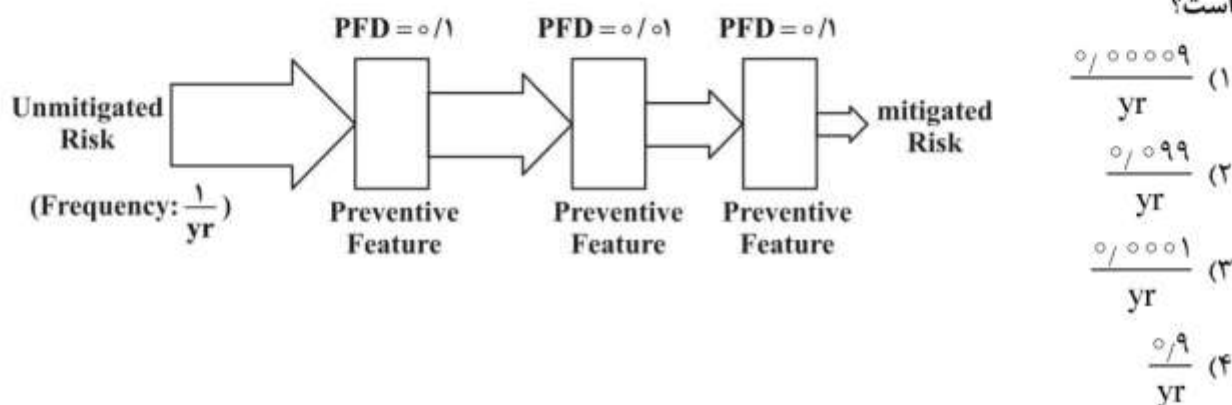 است؟
PFD = ۰/۱
PFD = ۰/۰۱
PFD = ۰/۱
Unmitigated
Risk
(Frequency: ۱/yr)
Preventive
Feature
Preventive
Feature
Preventive
Feature
mitigated
Risk
۱) ۰/۰۰۰۰۹
yr
۲) ۰/۰۹۹
yr
۳) ۰/۰۰۰۱
yr
۴) ۰/۹
yr